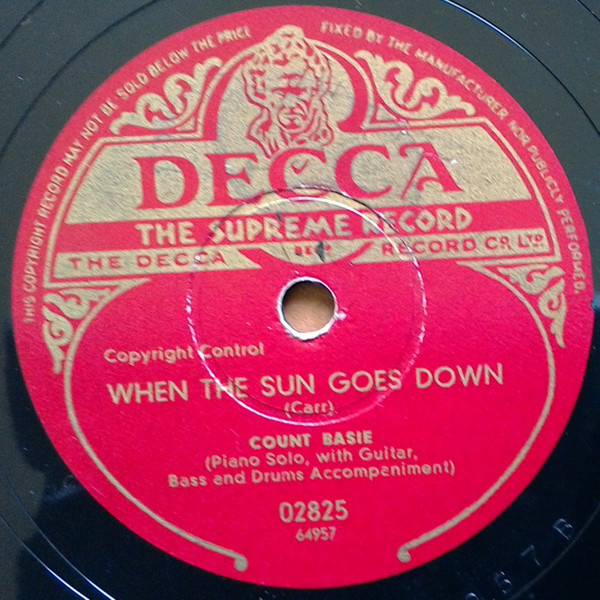 THIS COPYRIGHT RECORD MAY NOT BE SOLD BELOW THE PRICE FIXED BY THE MANUFACTURER NOR PUBLICLY PERFORMED.
DECCA
THE SUPREME RECORD
THE DECCA RECORD CO. LTD
Copyright Control
WHEN THE SUN GOES DOWN
(Carr)
COUNT BASIE
(Piano Solo, with Guitar,
Bass and Drums Accompaniment)
02825
64957